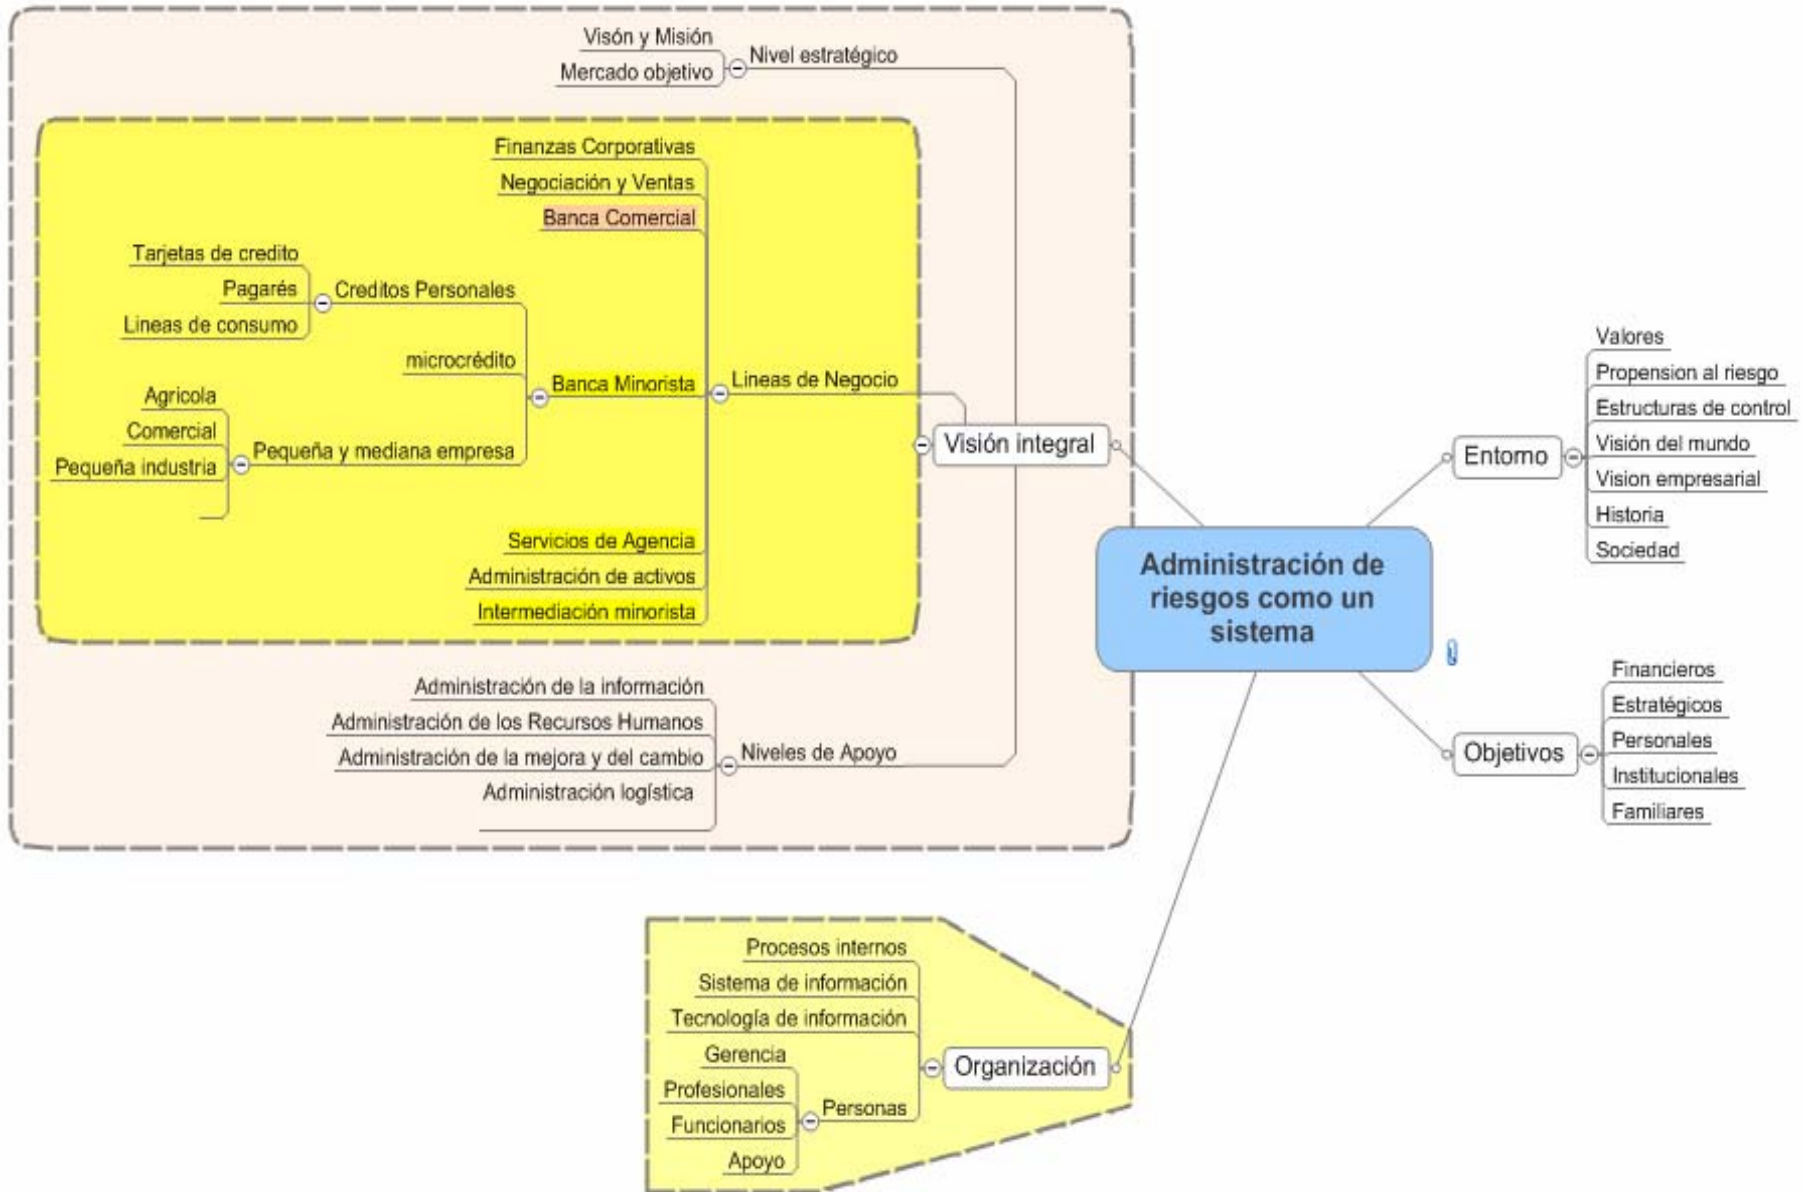 Visón y Misión
Mercado objetivo
Nivel estratégico
Finanzas Corporativas
Negociación y Ventas
Banca Comercial
Tarjetas de credito
Pagarés
Lineas de consumo
Creditos Personales
microcrédito
Agricola
Comercial
Pequeña industria
Pequeña y mediana empresa
Banca Minorista
Servicios de Agencia
Administración de activos
Intermediación minorista
Lineas de Negocio
Administración de la información
Administración de los Recursos Humanos
Administración de la mejora y del cambio
Administración logística
Niveles de Apoyo
Visión integral
Administración de
riesgos como un
sistema
Entorno
Valores
Propension al riesgo
Estructuras de control
Visión del mundo
Vision empresarial
Historia
Sociedad
Objetivos
Financieros
Estratégicos
Personales
Institucionales
Familiares
Procesos internos
Sistema de información
Tecnología de información
Gerencia
Profesionales
Funcionarios
Apoyo
Personas
Organización